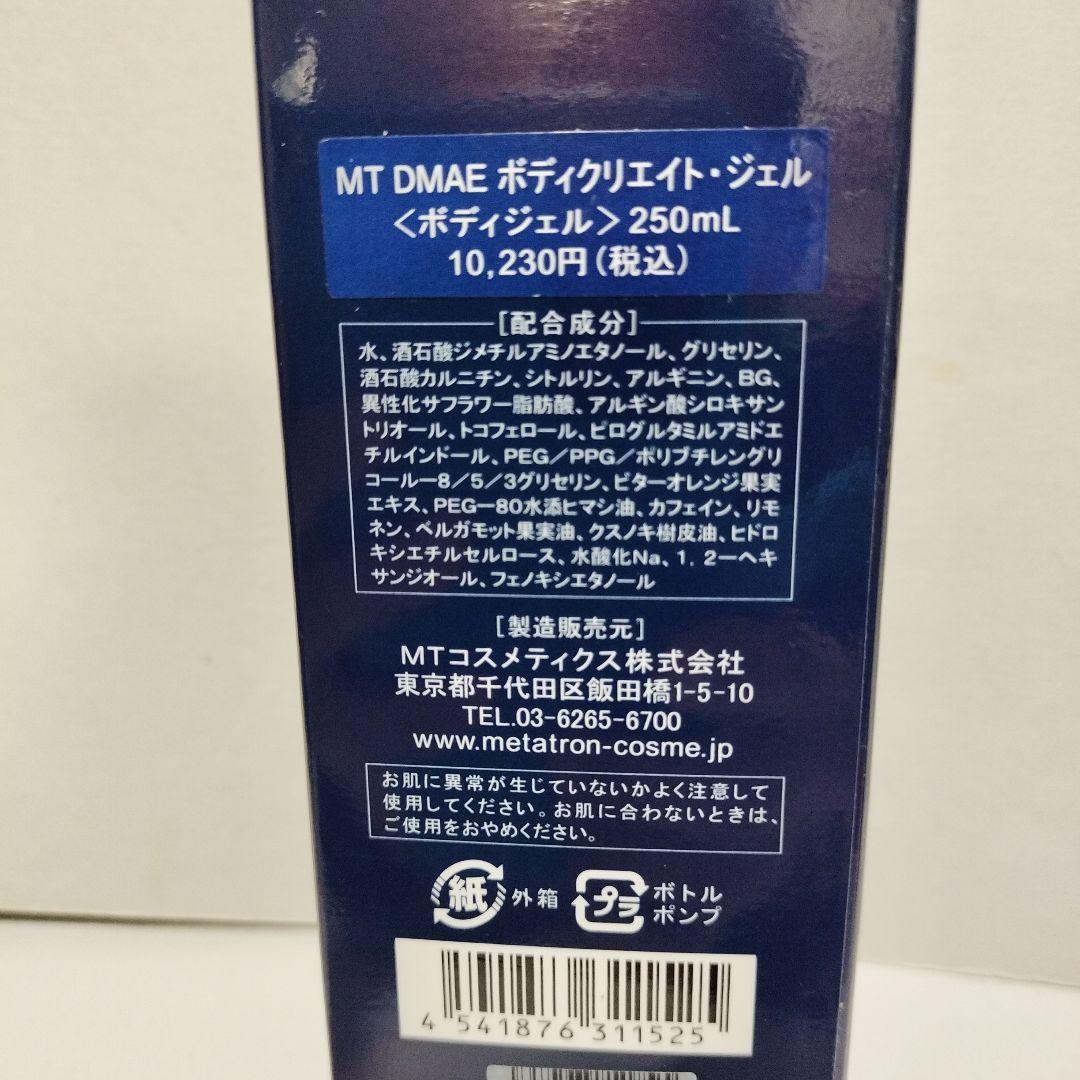 MT DMAE ボディクリエイト・ジェル
＜ボディジェル＞250mL
10,230円（税込）
［配合成分］
水、酒石酸ジメチルアミノエタノール、グリセリン、
酒石酸カルニチン、シトルリン、アルギニン、BG、
異性化サフラワー脂肪酸、アルギン酸シロキサン
トリオール、トコフェロール、ピログルタミルアミドエ
チルインドール、PEG／PPG／ポリブチレングリ
コールー8／5／3グリセリン、ビターオレンジ果実
エキス、PEGー80水添ヒマシ油、カフェイン、リモ
ネン、ベルガモット果実油、クスノキ樹皮油、ヒドロ
キシエチルセルロース、水酸化Na、1，2ーヘキ
サンジオール、フェノキシエタノール
［製造販売元］
MTコスメティクス株式会社
東京都千代田区飯田橋1-5-10
TEL.03-6265-6700
www.metatron-cosme.jp
お肌に異常が生じていないかよく注意して
使用してください。お肌に合わないときは、
ご使用をおやめください。
紙 外箱 プラ ボトル
ポンプ
4 541876 311525